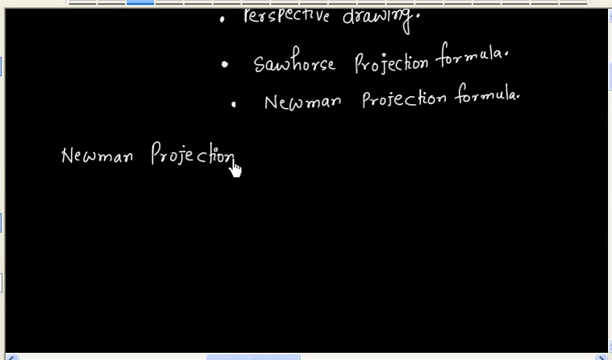 • Perspective drawing.
• Sawhorse Projection formula.
• Newman Projection formula.
Newman Projection